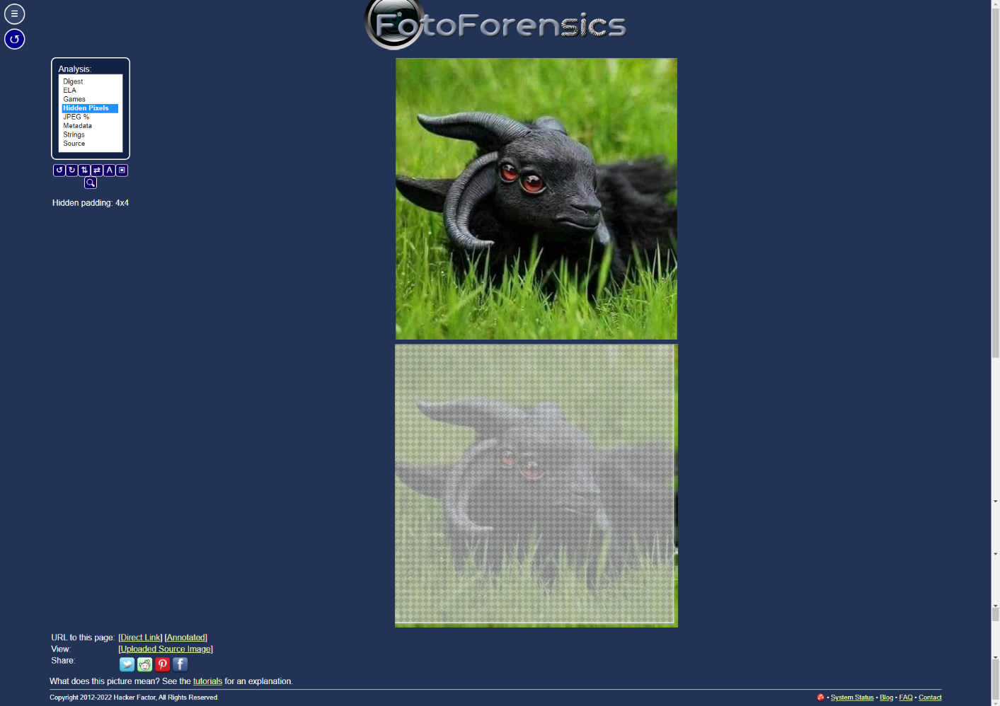 FotoForensics
Analysis:
Digest
ELA
Games
Hidden Pixels
JPEG %
Metadata
Strings
Source
A
Hidden padding: 4x4
URL to this page: [Direct Link] [Annotated]
View: [Uploaded Source Image]
Share:
What does this picture mean? See the tutorials for an explanation.
Copyright 2012-2022 Hacker Factor, All Rights Reserved.
• System Status • Blog • FAQ • Contact